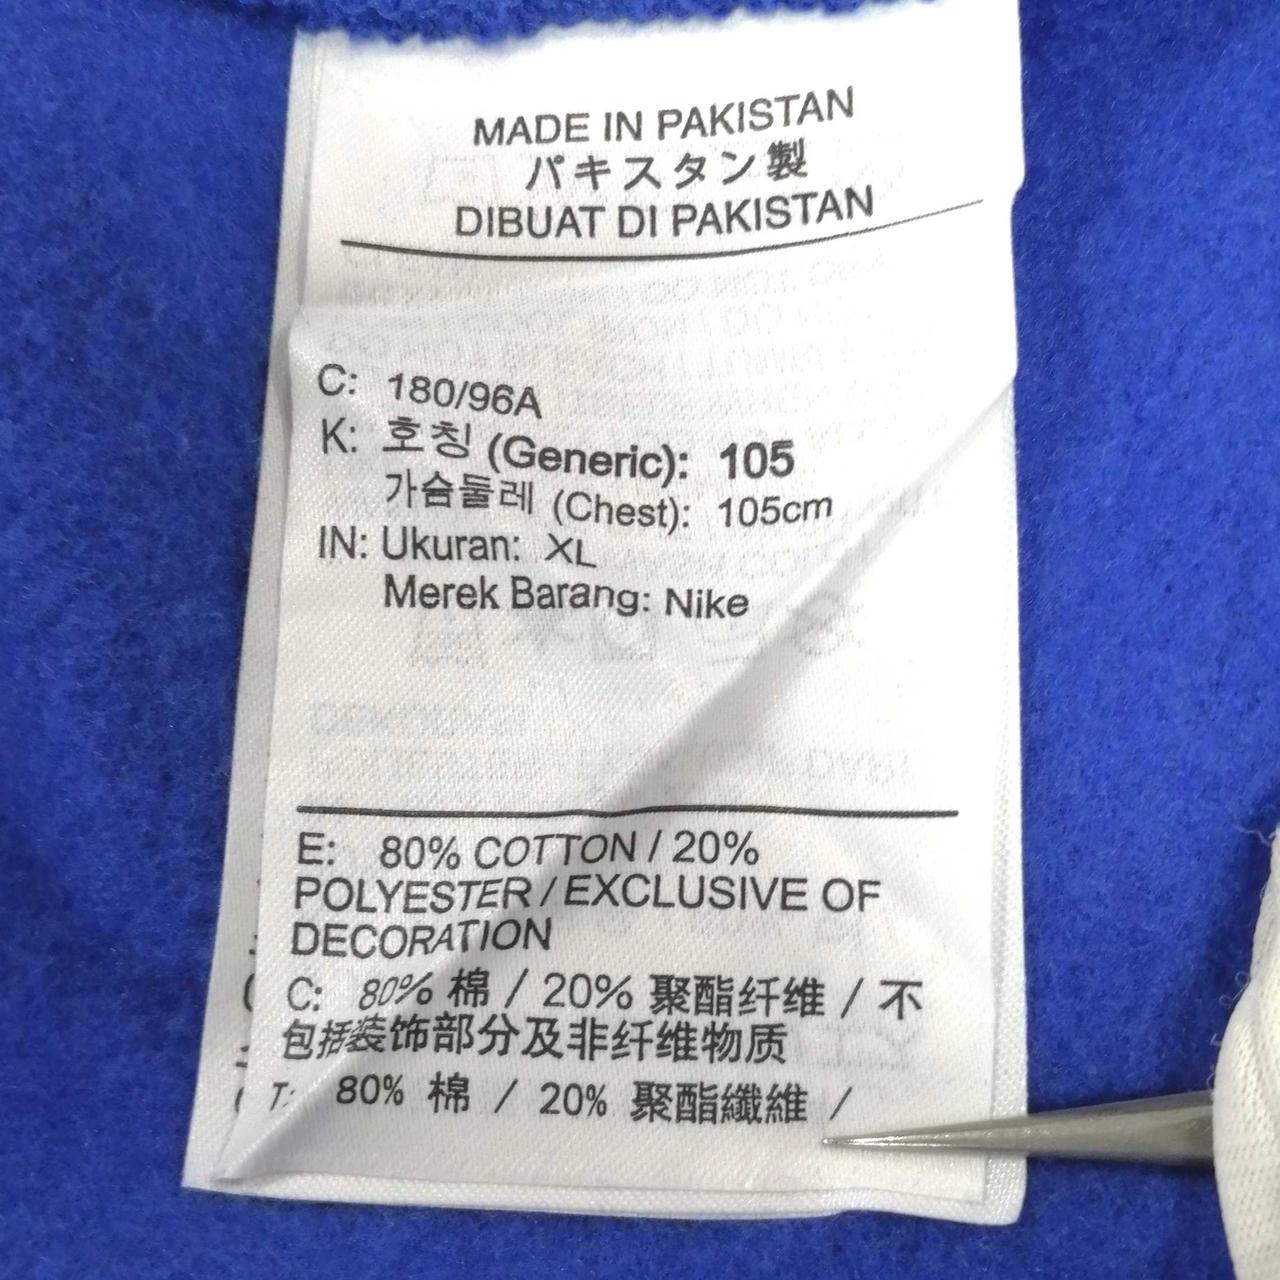 MADE IN PAKISTAN
パキスタン製
DIBUAT DI PAKISTAN
C: 180/96A
K: 호칭 (Generic): 105
가슴둘레 (Chest): 105cm
IN: Ukuran: XL
Merek Barang: Nike
E: 80% COTTON / 20%
POLYESTER / EXCLUSIVE OF
DECORATION
C: 80% 棉 / 20% 聚酯纤维 / 不
包括装饰部分及非纤维物质
T: 80% 棉 / 20% 聚酯纖維 /